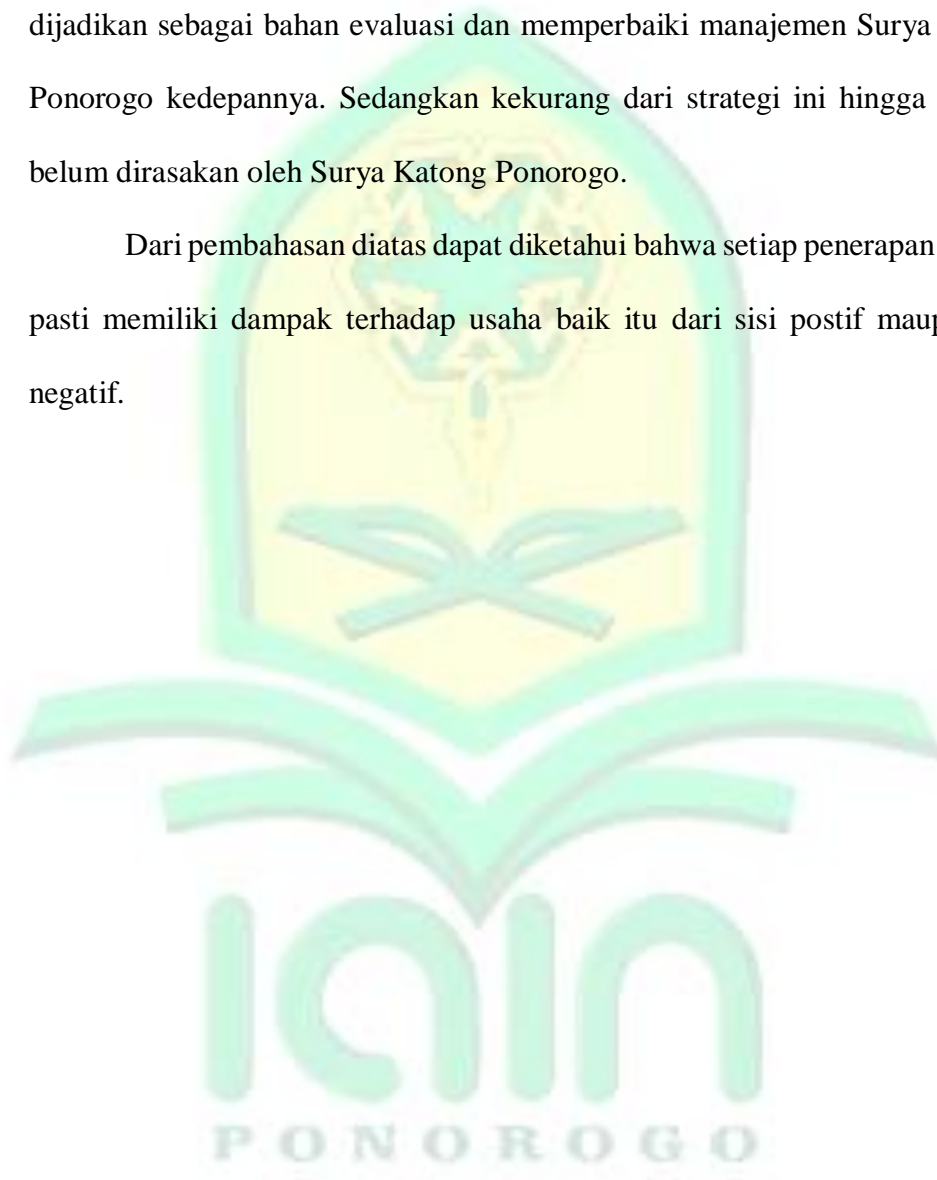 dijadikan sebagai bahan evaluasi dan memperbaiki manajemen Surya
Ponorogo kedepannya. Sedangkan kekurang dari strategi ini hingga
belum dirasakan oleh Surya Katong Ponorogo.
Dari pembahasan diatas dapat diketahui bahwa setiap penerapan
pasti memiliki dampak terhadap usaha baik itu dari sisi postif
negatif.
iain
PONOROGO